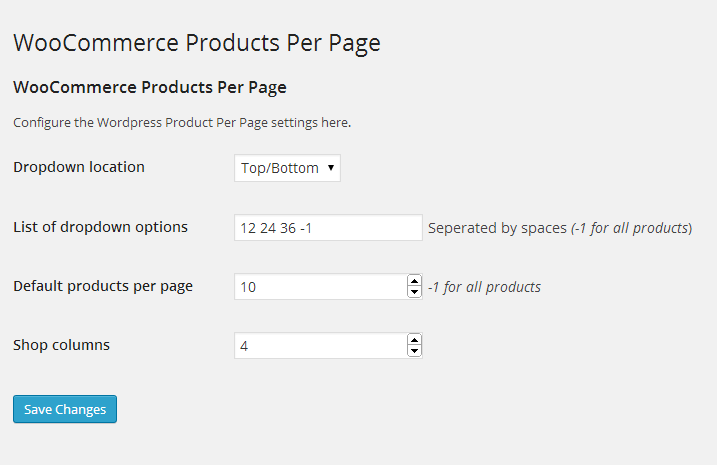 WooCommerce Products Per Page
WooCommerce Products Per Page
Configure the Wordpress Product Per Page settings here.
Dropdown location Top/Bottom
List of dropdown options 12 24 36 -1 Seperated by spaces (-1 for all products)
Default products per page 10 -1 for all products
Shop columns 4
Save Changes